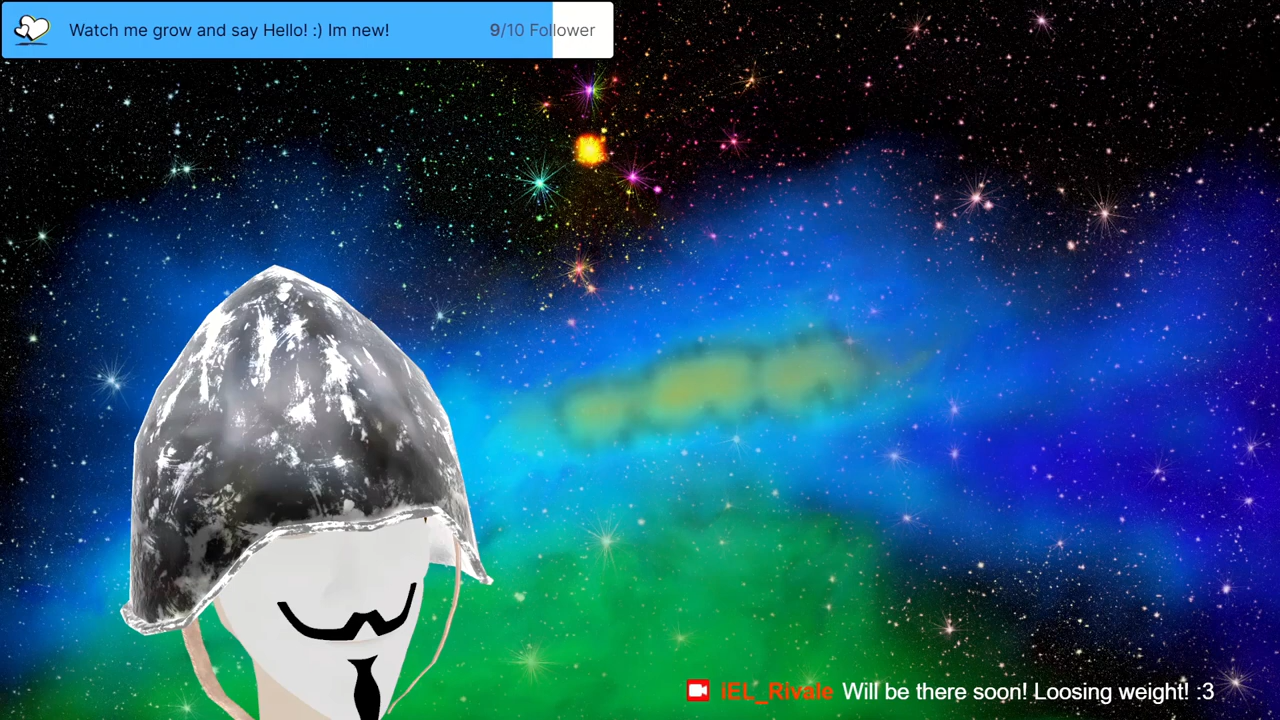 Watch me grow and say Hello! :) Im new!
9/10 Follower
iEL_Rivale Will be there soon! Loosing weight! :3